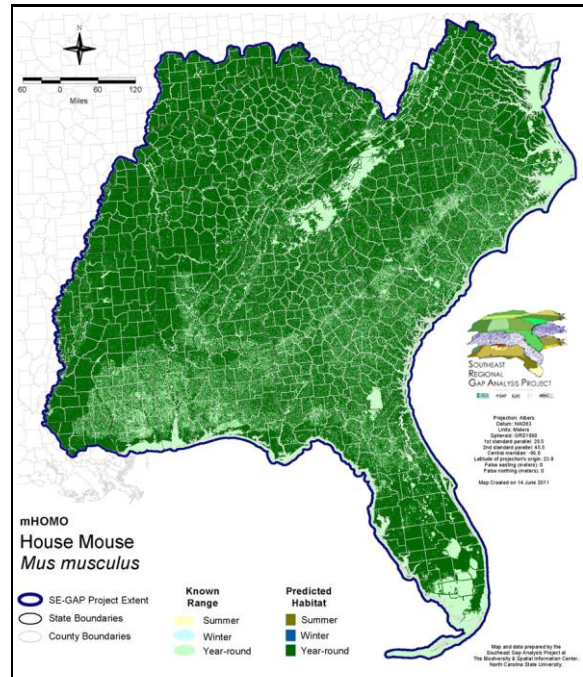 N
60 0 60 120
Miles
SOUTHEAST
REGIONAL
GAP ANALYSIS PROJECT
Projection: Albers
Datum: NAD83
Units: Meters
Spheroid: GRS1980
1st standard parallel: 29.5
2nd standard parallel: 45.5
Central meridian: -96.0
Latitude of projection's origin: 23.0
False easting (meters): 0
False northing (meters): 0
Map Created on 14 June 2011
mHOMO
House Mouse
Mus musculus
SE-GAP Project Extent
State Boundaries
County Boundaries
Known
Range
Summer
Winter
Year-round
Predicted
Habitat
Summer
Winter
Year-round
Map and data prepared by the
Southeast Gap Analysis Project at
The Biodiversity & Spatial Information Center,
North Carolina State University.